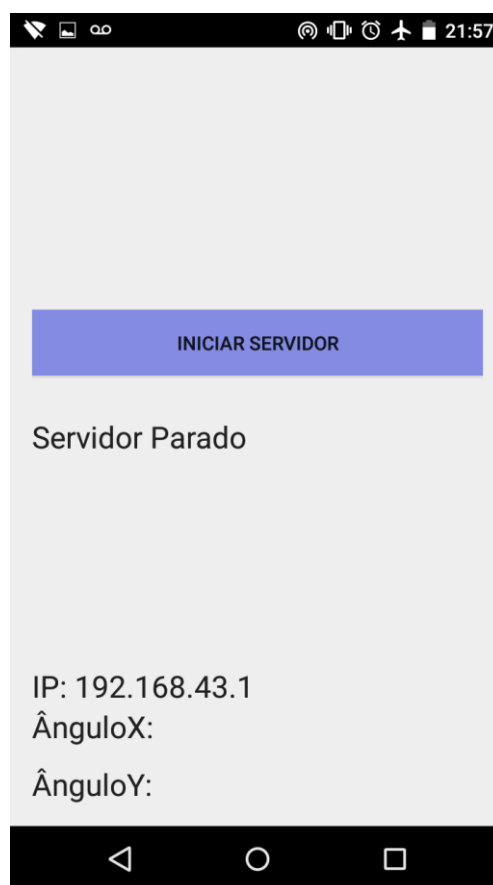 21:57
INICIAR SERVIDOR
Servidor Parado
IP: 192.168.43.1
ÂnguloX:
ÂnguloY: